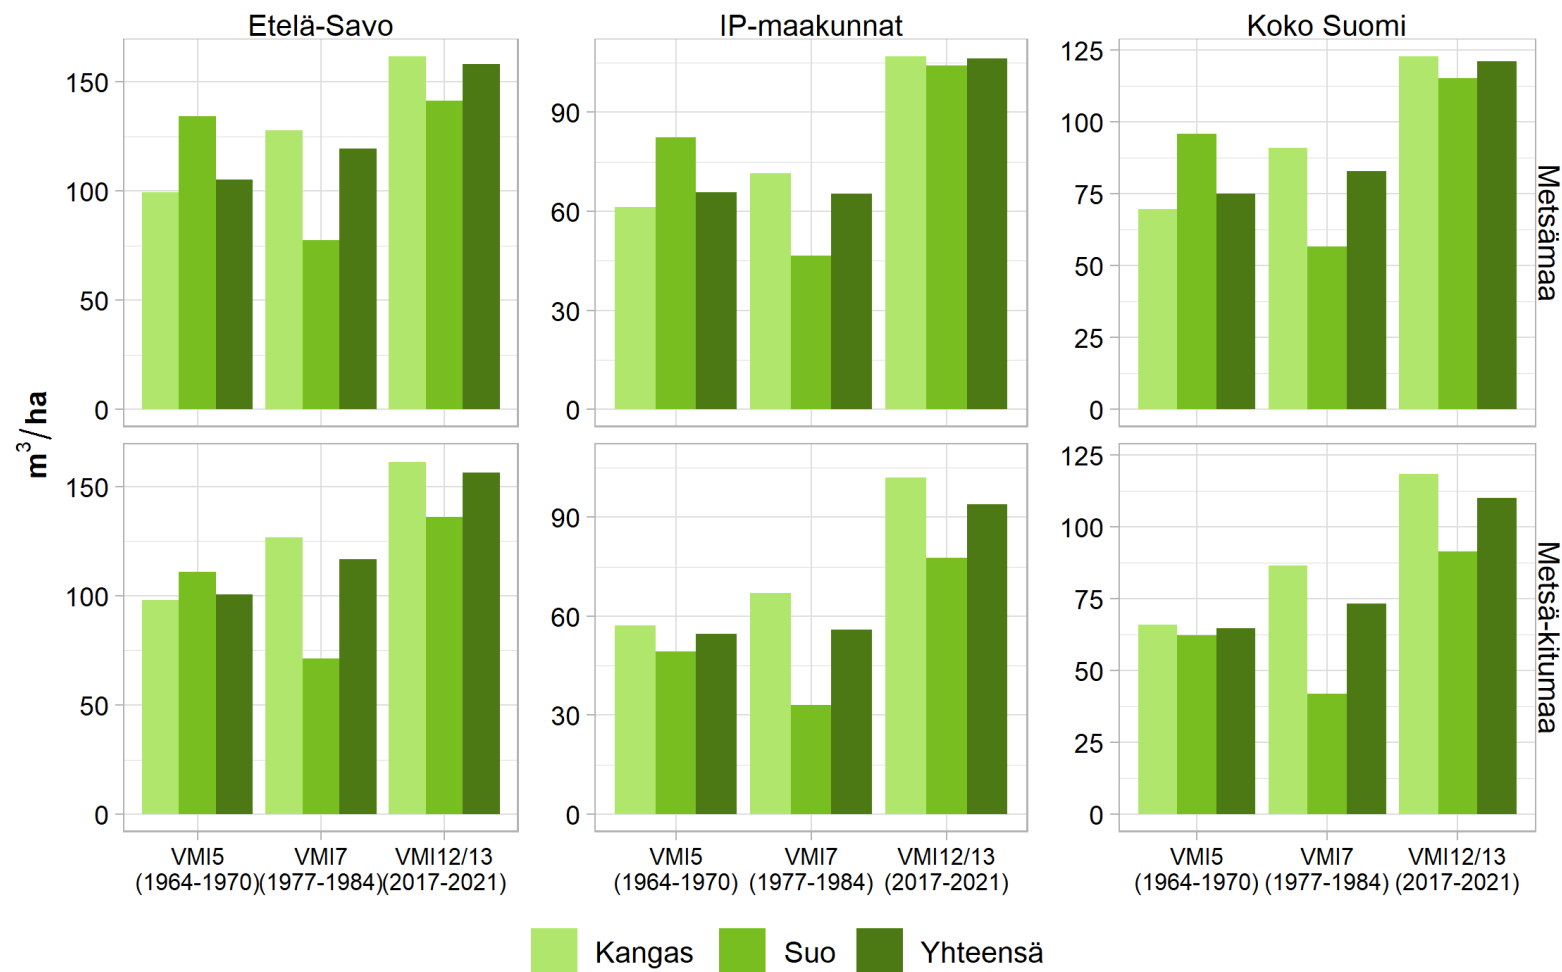 Etelä-Savo
IP-maakunnat
Koko Suomi
m³/ha
150
100
50
0
90
60
30
0
125
100
75
50
25
0
Metsämaa
150
100
50
0
90
60
30
0
125
100
75
50
25
0
Metsä-kitumaa
VMI5
(1964-1970)
VMI7
(1977-1984)
VMI12/13
(2017-2021)
VMI5
(1964-1970)
VMI7
(1977-1984)
VMI12/13
(2017-2021)
VMI5
(1964-1970)
VMI7
(1977-1984)
VMI12/13
(2017-2021)
Kangas
Suo
Yhteensä